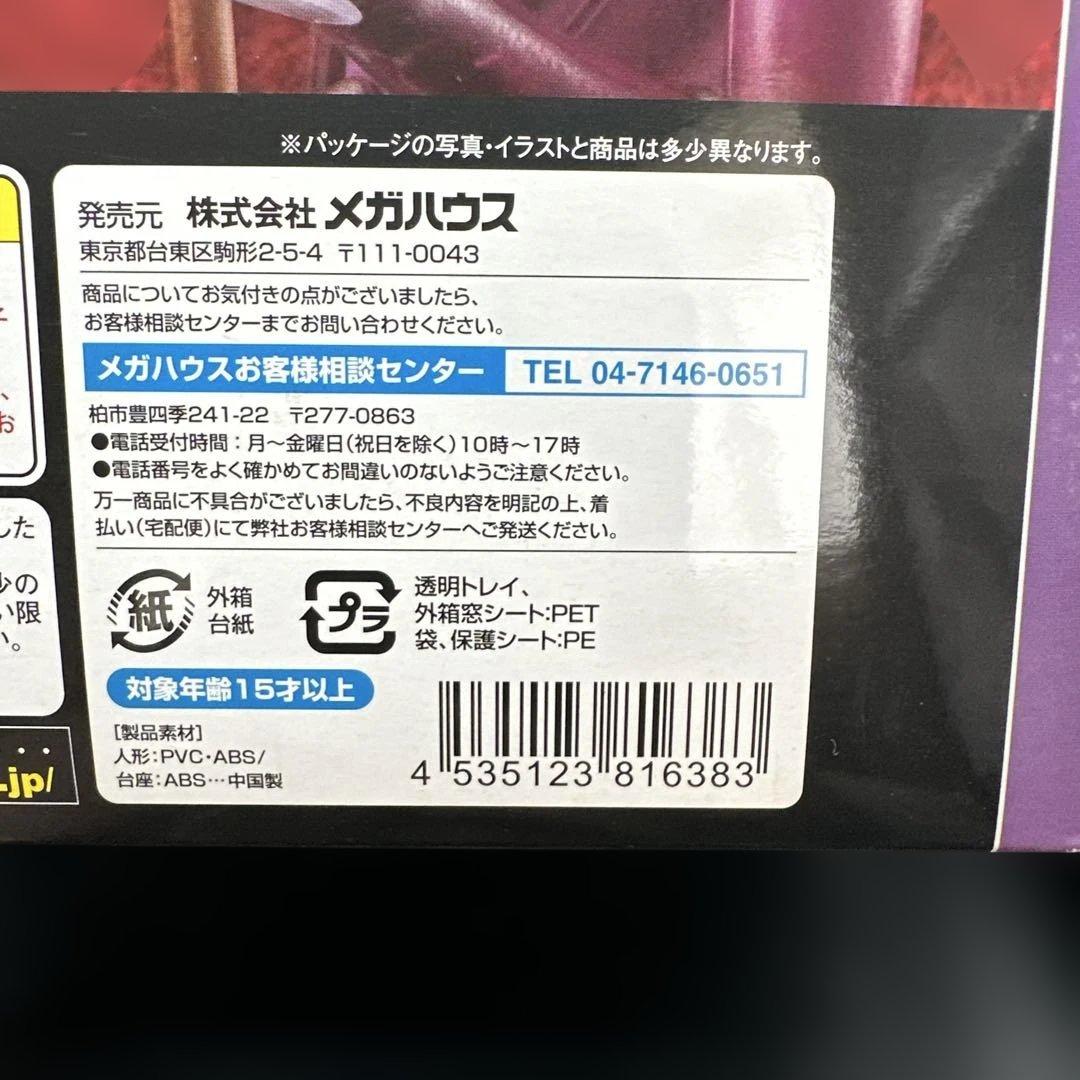 ※パッケージの写真・イラストと商品は多少異なります。
発売元 株式会社メガハウス
東京都台東区駒形2-5-4 〒111-0043
商品についてお気付きの点がございましたら、
お客様相談センターまでお問い合わせください。
メガハウスお客様相談センター TEL 04-7146-0651
柏市豊四季241-22 〒277-0863
●電話受付時間：月～金曜日(祝日を除く)10時～17時
●電話番号をよく確かめてお間違いのないようご注意ください。
万一商品に不具合がございましたら、不良内容を明記の上、着
払い(宅配便)にて弊社お客様相談センターへご発送ください。
紙 外箱
台紙
プラ 透明トレイ、
外箱窓シート:PET
袋、保護シート:PE
対象年齢15才以上
[製品素材]
人形:PVC・ABS/
台座:ABS…中国製
4 535123 816383
、
お
した
少の
い限
い。
.jp/